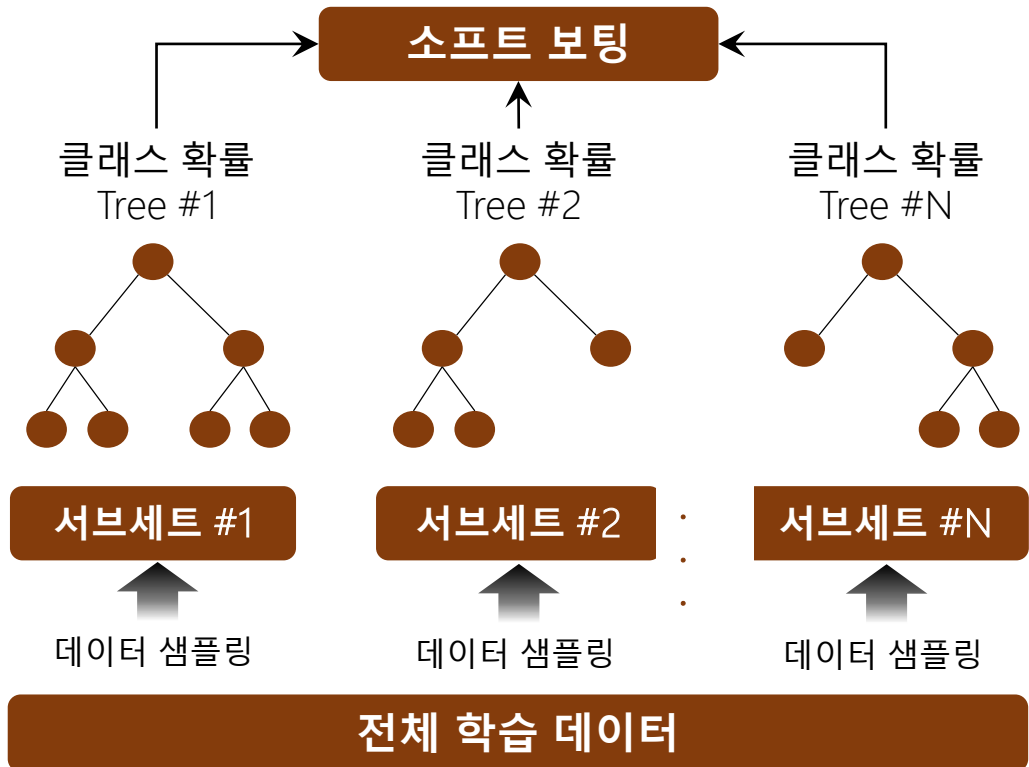 소프트 보팅
클래스 확률
Tree #1
클래스 확률
Tree #2
클래스 확률
Tree #N
서브세트 #1
서브세트 #2
서브세트 #N
데이터 샘플링
데이터 샘플링
데이터 샘플링
전체 학습 데이터